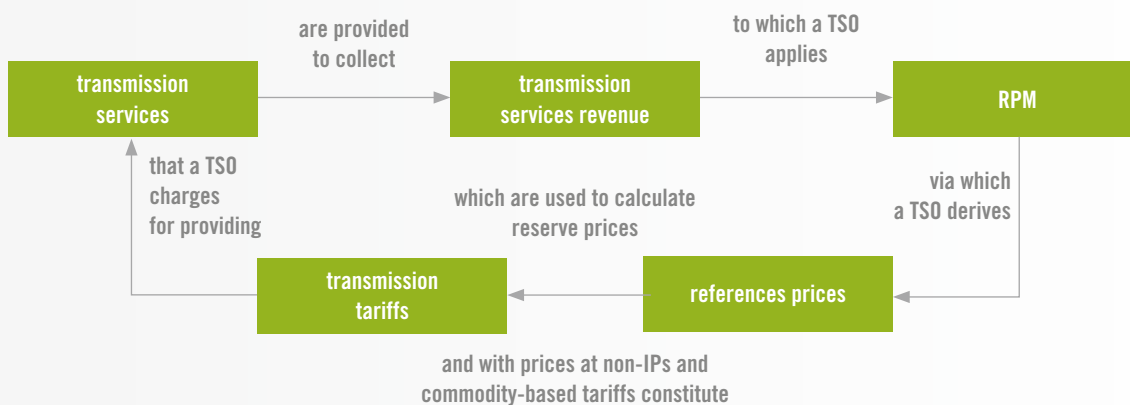 transmission
services
are provided
to collect
transmission
services revenue
to which a TSO
applies
RPM
via which
a TSO derives
references prices
which are used to calculate
reserve prices
and with prices at non-IPs and
commodity-based tariffs constitute
transmission
tariffs
that a TSO
charges
for providing